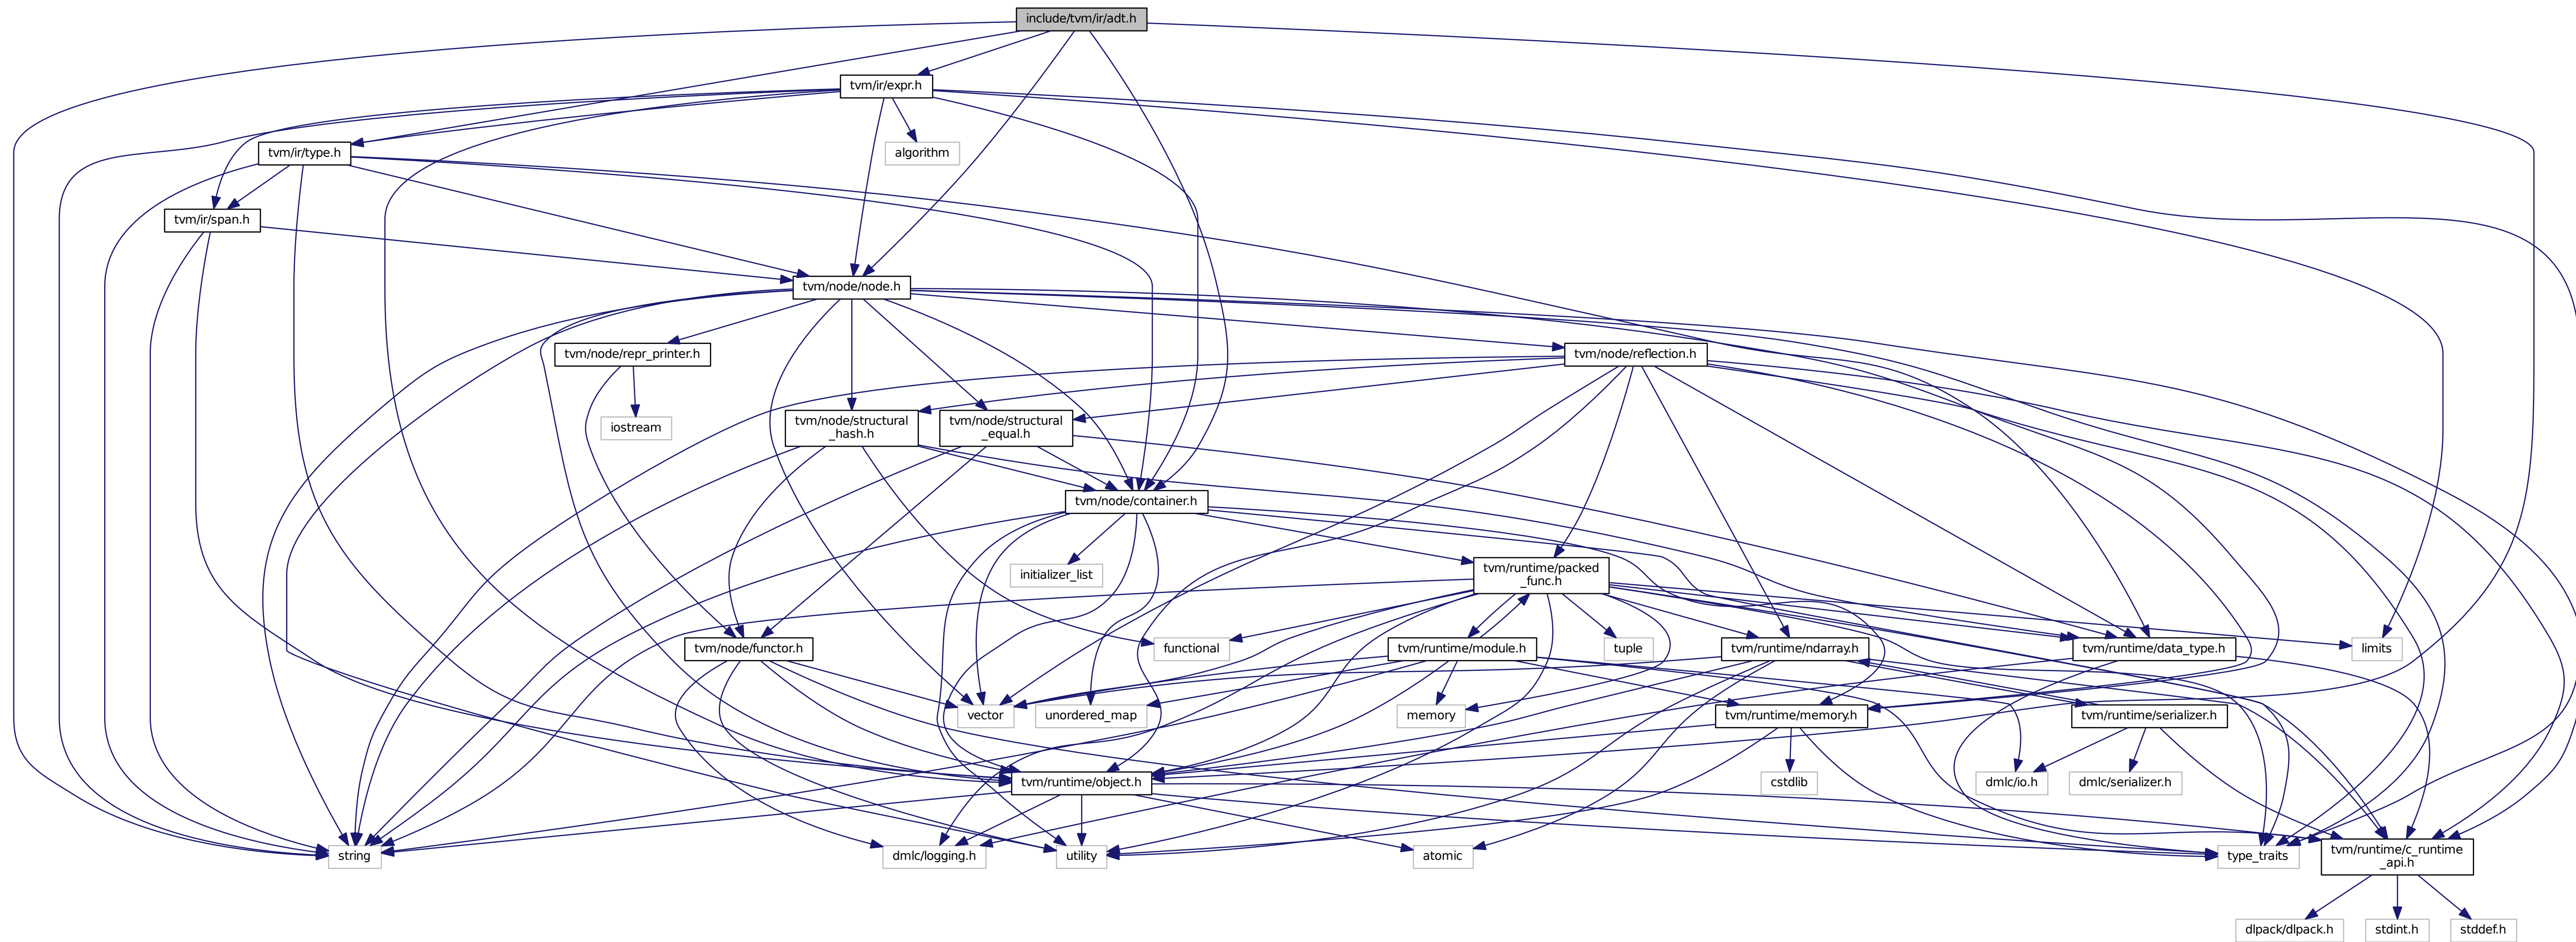 include/tvm/ir/adt.h
tvm/ir/expr.h
tvm/ir/type.h
algorithm
tvm/ir/span.h
tvm/node/node.h
tvm/node/repr_printer.h
tvm/node/reflection.h
iostream
tvm/node/structural
_hash.h
tvm/node/structural
_equal.h
tvm/node/container.h
initializer_list
tvm/runtime/packed
_func.h
tvm/node/functor.h
functional
tvm/runtime/module.h
tuple
tvm/runtime/ndarray.h
tvm/runtime/data_type.h
limits
vector
unordered_map
memory
tvm/runtime/memory.h
tvm/runtime/serializer.h
tvm/runtime/object.h
cstdlib
dmlc/io.h
dmlc/serializer.h
string
dmlc/logging.h
utility
atomic
type_traits
tvm/runtime/c_runtime
_api.h
dlpack/dlpack.h
stdint.h
stddef.h